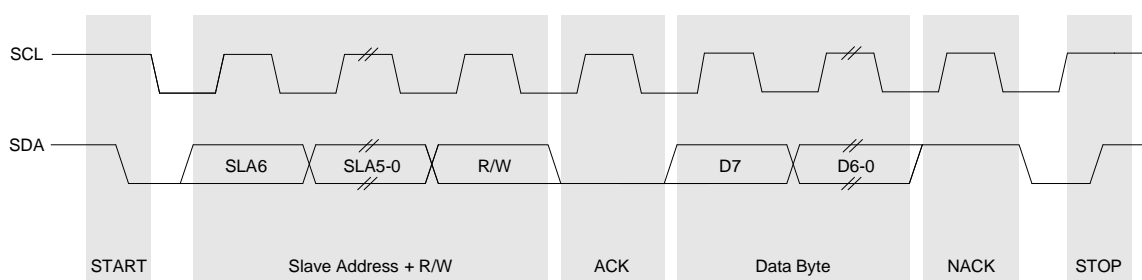 SCL
SDA
SLA6
SLA5-0
R/W
D7
D6-0
START
Slave Address + R/W
ACK
Data Byte
NACK
STOP